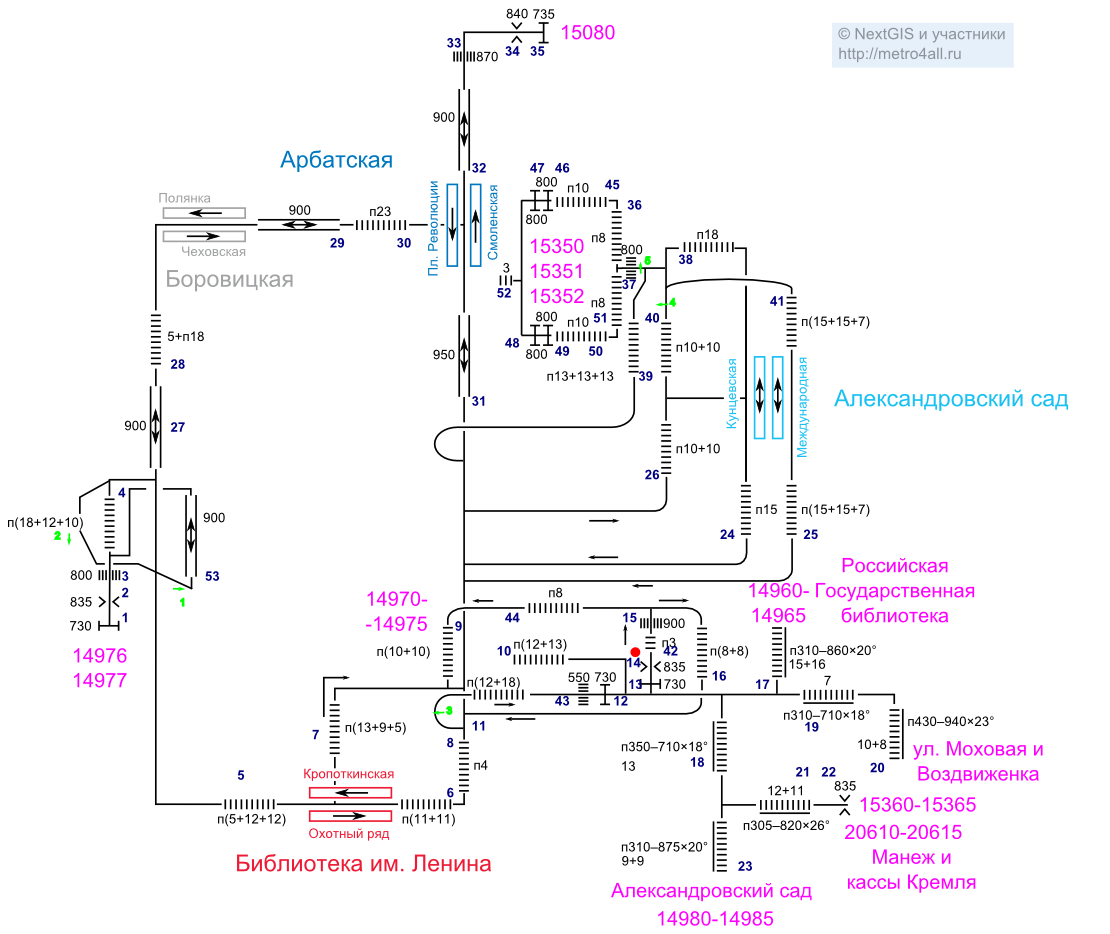 840 735
© NextGIS и участники
http://metro4all.ru
15080
33
34 35
870
900
Арбатская
32
47 46
45
800
п10
36
800
Полянка
900
п23
Чеховская
29
30
Пл. Революции
Смоленская
Боровицкая
п8
15350
15351
15352
800
5
37
п18
38
3
52
4
41
п8
51
800
п10
48
800
49
50
40
п(15+15+7)
5+п18
28
950
31
п10+10
п13+13+13
39
Кунцевская
Международная
Александровский сад
900
27
п10+10
26
4
п(18+12+10)
2
900
п15
24
п(15+15+7)
25
800
3
53
835
2
1
730
1
14976
14977
Российская
14960-
Государственная
14965
библиотека
14970-
-14975
п8
44
15
900
9
п(10+10)
10
п(12+13)
п3
42
п(8+8)
14
835
16
п310–860×20°
15+16
п(12+18)
550 730
13
730
17
7
43
12
3
11
п310–710×18°
19
п430–940×23°
7
п(13+9+5)
8
п4
п350–710×18°
18
13
10+8
20
ул. Моховая и
Воздвиженка
5
Кропоткинская
6
21 22
835
12+11
15360-15365
п(5+12+12)
п(11+11)
Охотный ряд
п305–820×26°
20610-20615
Библиотека им. Ленина
п310–875×20°
9+9
23
Манеж и
кассы Кремля
Александровский сад
14980-14985